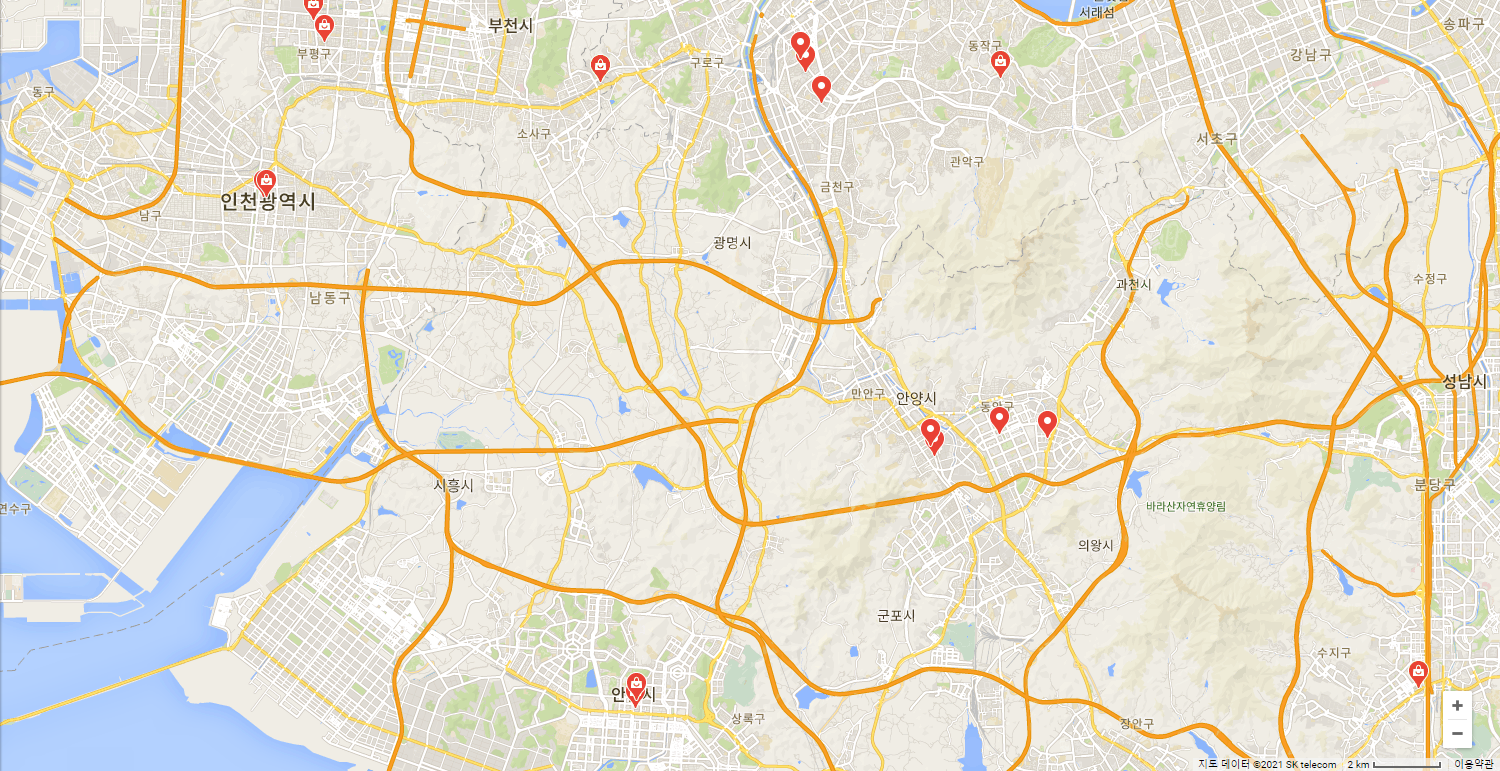 서래섬
송파구
부천시
동작구
강남구
부평구
구로구
동구
소사구
서초구
관악구
금천구
인천광역시
남구
광명시
수정구
과천시
남동구
성남시
만안구
안양시
동안구
분당구
시흥시
바라산자연휴양림
연수구
의왕시
군포시
수지구
상록구
장안구
지도 데이터 ©2021 SK telecom 2 km 이용약관